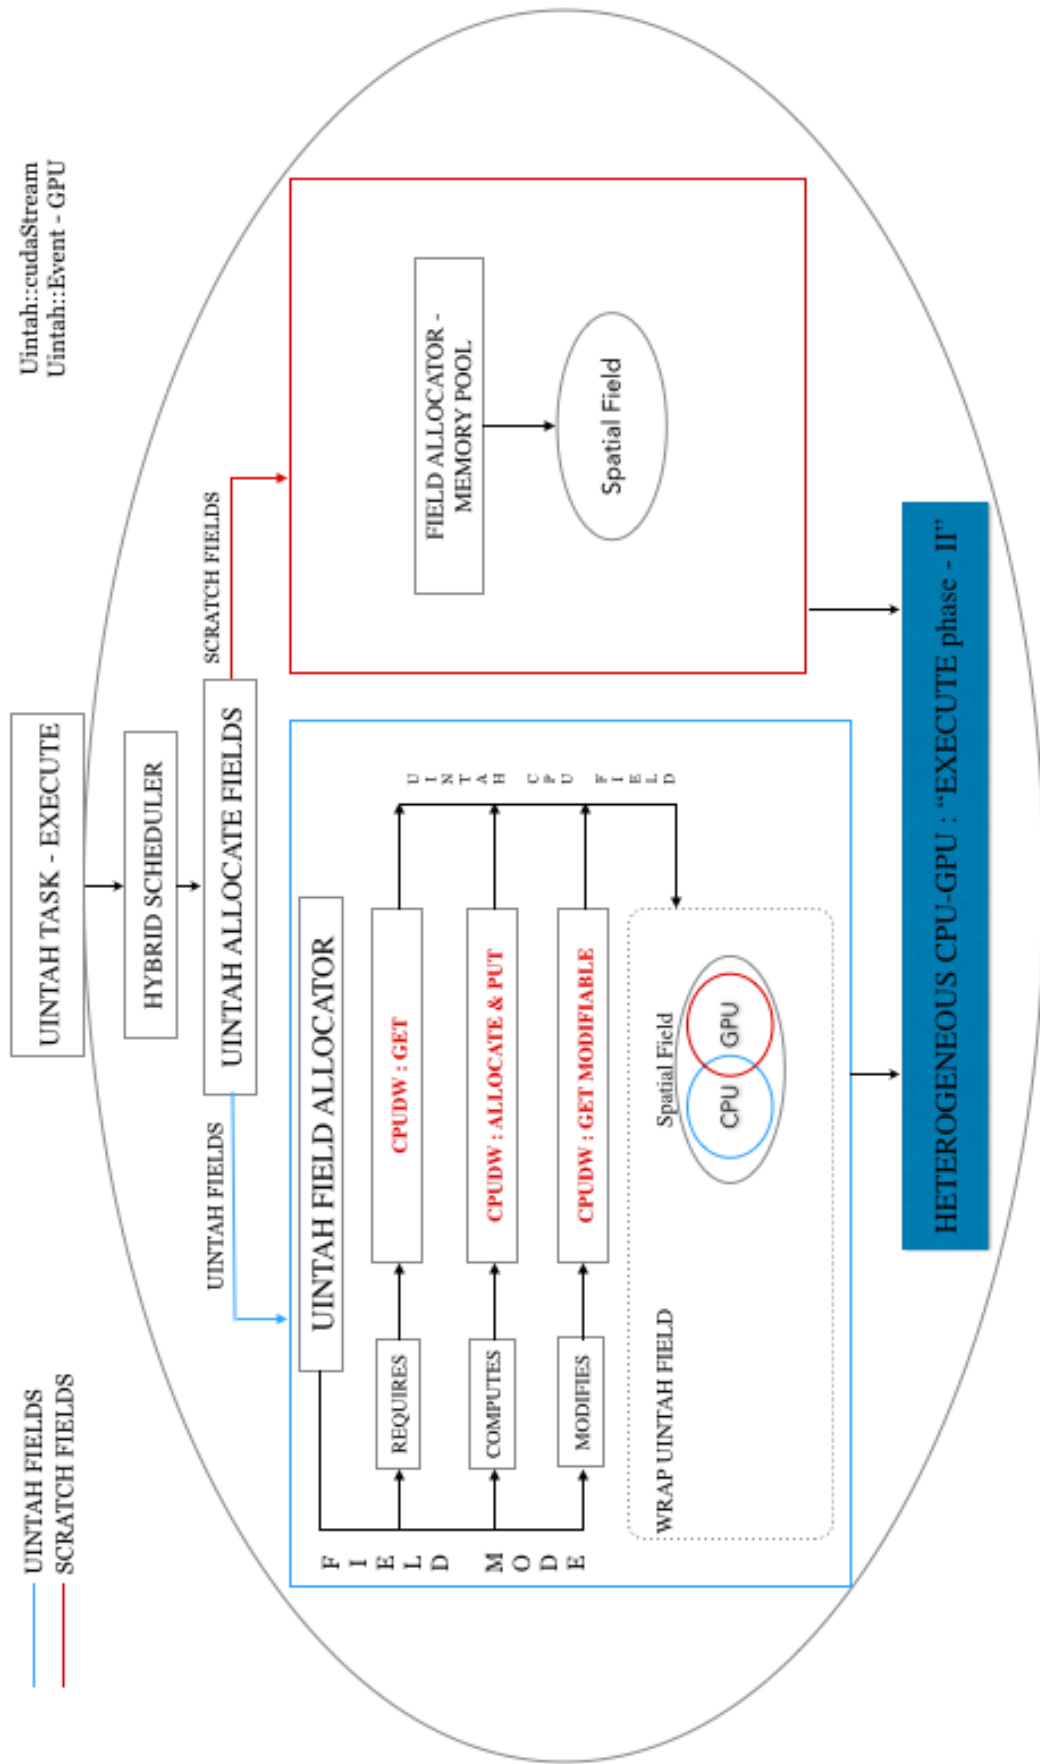 UINTAH FIELDS
SCRATCH FIELDS
Uintah::cudaStream
Uintah::Event - GPU
UINTAH TASK - EXECUTE
HYBRID SCHEDULER
UINTAH ALLOCATE FIELDS
UINTAH FIELDS
SCRATCH FIELDS
UINTAH FIELD ALLOCATOR
FIELD MODE
REQUIRES
CPUDW : GET
COMPUTES
CPUDW : ALLOCATE & PUT
MODIFIES
CPUDW : GET MODIFIABLE
UINTAH CPU FIELD
WRAP UINTAH FIELD
Spatial Field
CPU
GPU
FIELD ALLOCATOR -
MEMORY POOL
Spatial Field
HETEROGENEOUS CPU-GPU : “EXECUTE phase - II”